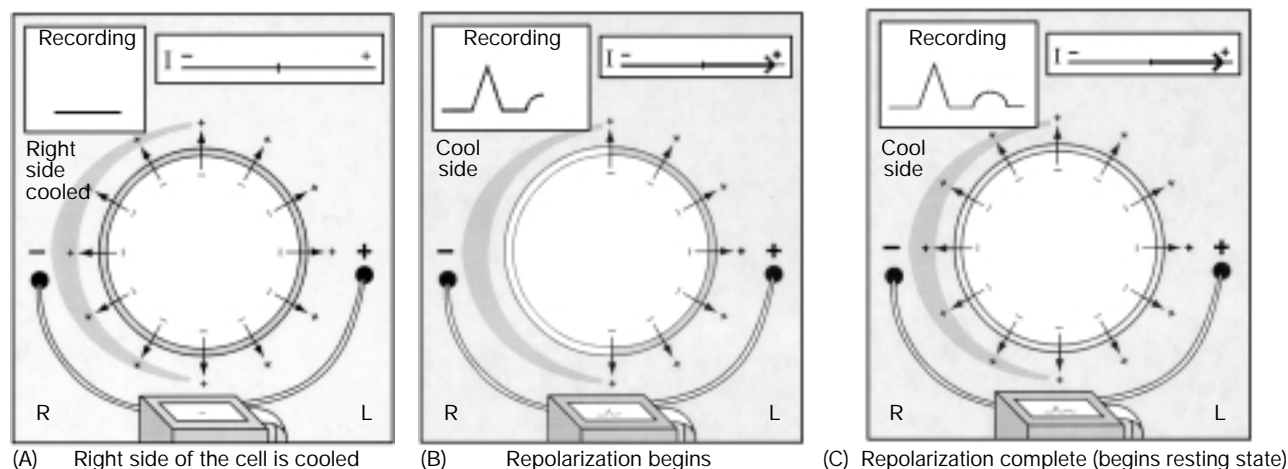 Recording
I - +
Right
side
cooled
- +
R L
(A) Right side of the cell is cooled
Recording
I - +
Cool
side
- +
R L
(B) Repolarization begins
Recording
I - +
Cool
side
- +
R L
(C) Repolarization complete (begins resting state)